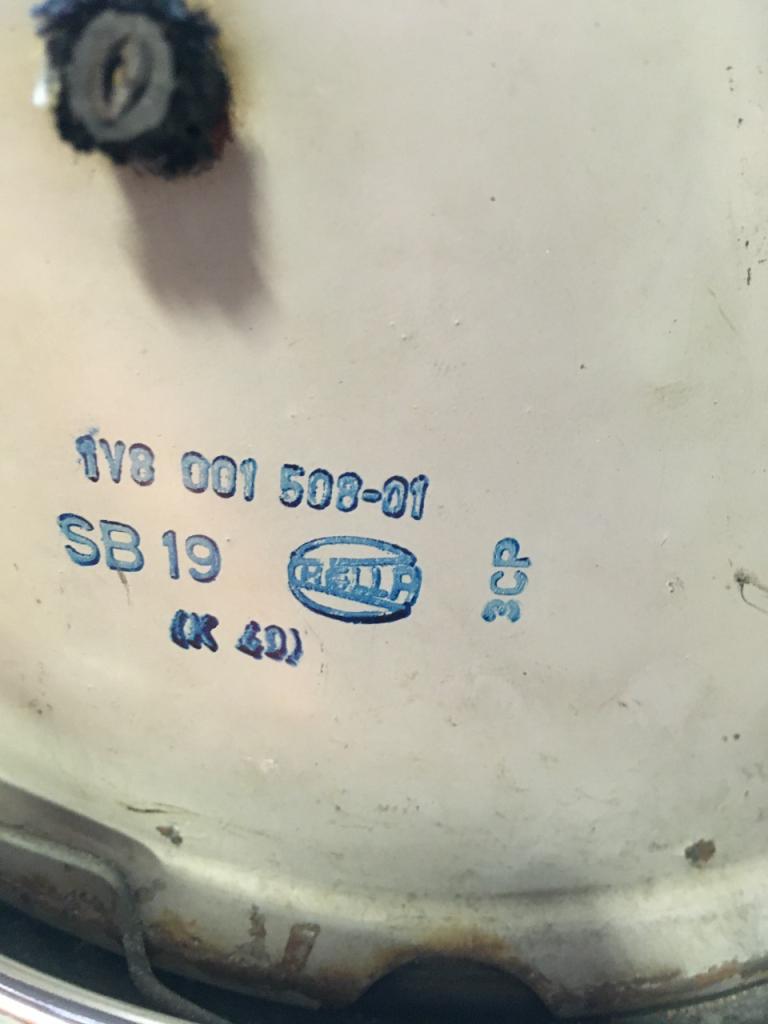 1V8 001 508-01
SB 19
HELLA
3CP
(K 40)